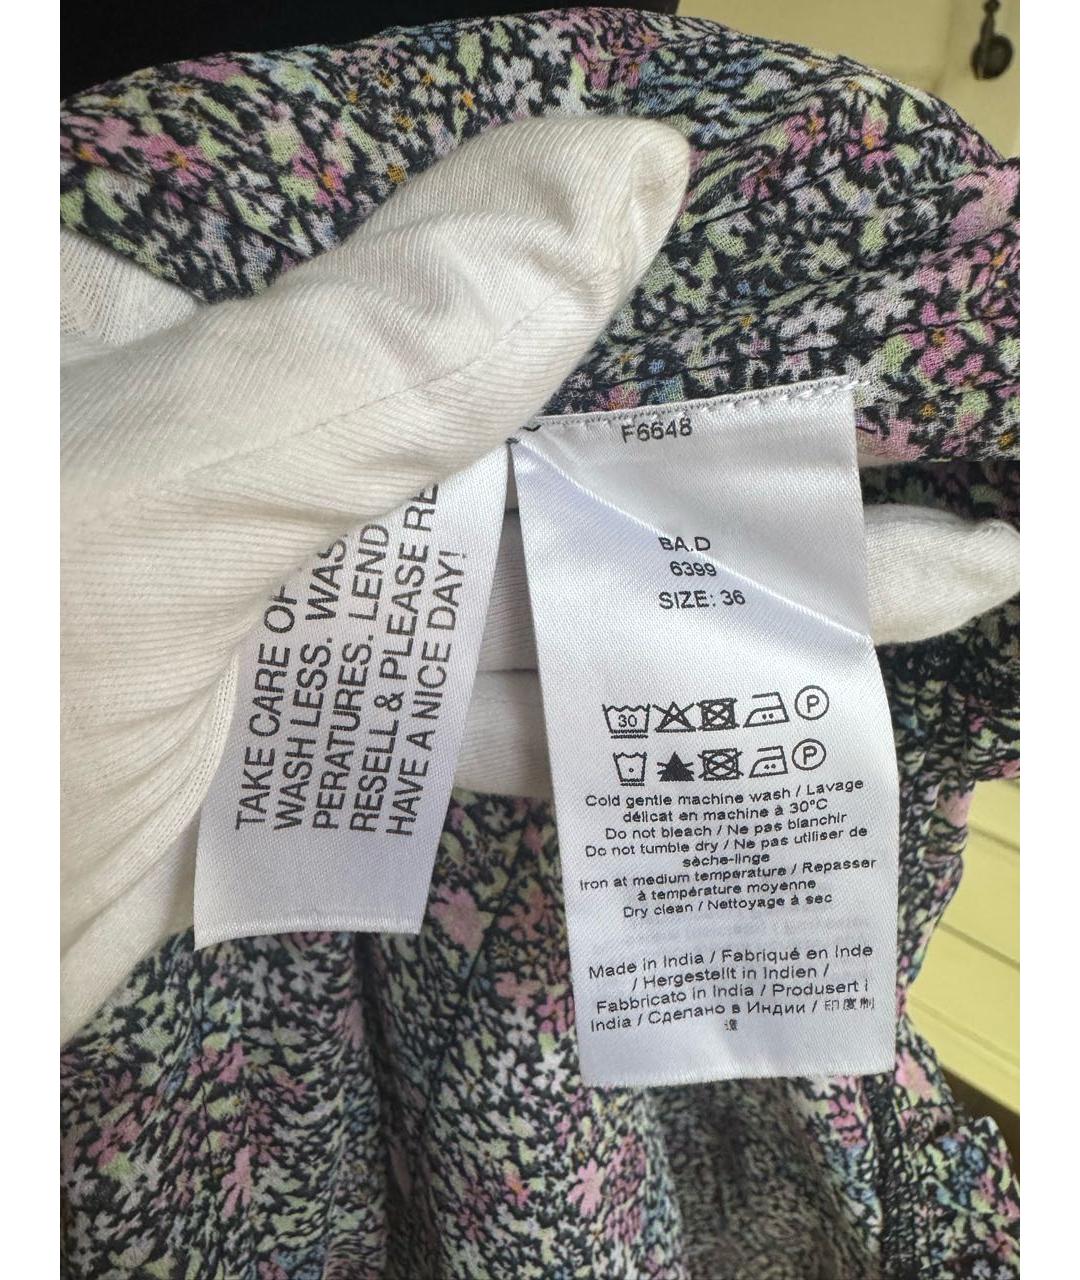 TAKE CARE OF
WASH LESS. WAS
PERATURES. LEND
RESELL & PLEASE RE
HAVE A NICE DAY!
F6648
BA.D
6399
SIZE: 36
30 P
P
Cold gentle machine wash / Lavage
délicat en machine à 30°C
Do not bleach / Ne pas blanchir
Do not tumble dry / Ne pas utiliser de
sèche-linge
Iron at medium temperature / Repasser
à température moyenne
Dry clean / Nettoyage à sec
Made in India / Fabriqué en Inde
/ Hergestellt in Indien /
Fabbricato in India / Produsert i
India / Сделано в Индии / 印度制